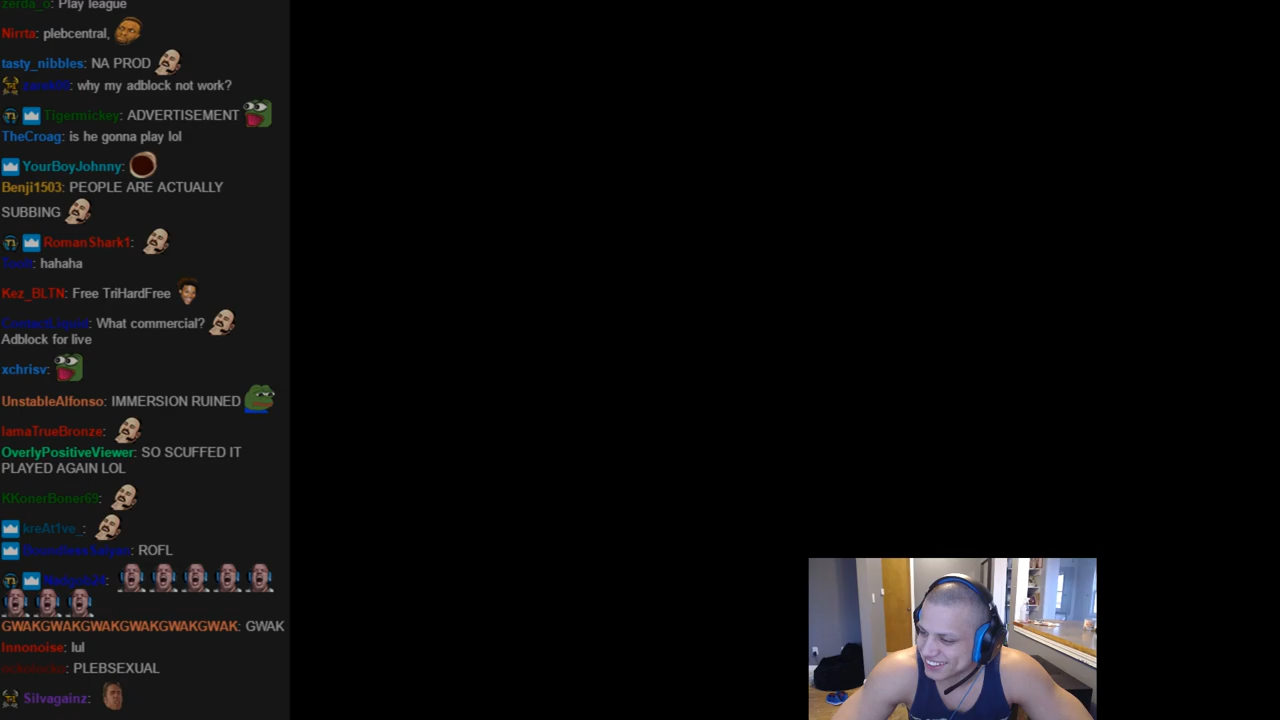 zerda_o: Play league
Nirrta: plebcentral,
tasty_nibbles: NA PROD
: why my adblock not work?
Tigermickey: ADVERTISEMENT
TheCroag: is he gonna play lol
YourBoyJohnny:
Benji1503: PEOPLE ARE ACTUALLY
SUBBING
RomanShark1:
: hahaha
Kez_BLTN: Free TriHardFree
: What commercial?
Adblock for live
xchrisv:
UnstableAlfonso: IMMERSION RUINED
IamaTrueBronze:
OverlyPositiveViewer: SO SCUFFED IT
PLAYED AGAIN LOL
KKonerBoner69:
kreAt1ve_:
: ROFL
GWAKGWAKGWAKGWAKGWAKGWAK: GWAK
Innonoise: lul
: PLEBSEXUAL
Silvagainz: